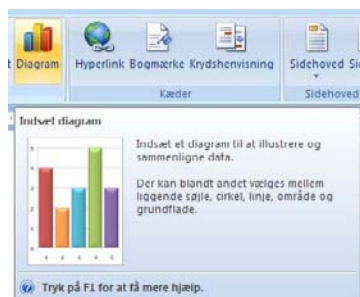 Diagram
Hyperlink Bogmærke Krydshenvisning
Sidehoved
Kæder
Sidehoved
Indsæt diagram
Indsæt et diagram til at illustrere og
sammenligne data.
Der kan blandt andet vælges mellem
liggende søjle, cirkel, linje, område og
grundflade.
Tryk på F1 for at få mere hjælp.